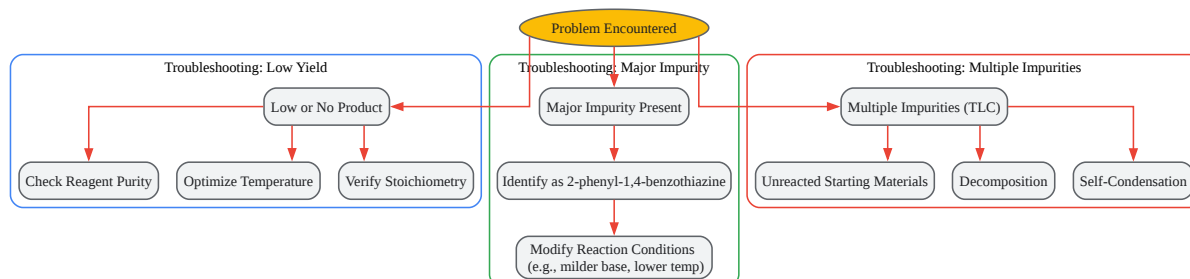 Problem Encountered
Troubleshooting: Low Yield
Troubleshooting: Major Impurity
Troubleshooting: Multiple Impurities
Low or No Product
Major Impurity Present
Multiple Impurities (TLC)
Check Reagent Purity
Optimize Temperature
Verify Stoichiometry
Identify as 2-phenyl-1,4-benzothiazine
Unreacted Starting Materials
Decomposition
Self-Condensation
Modify Reaction Conditions
(e.g., milder base, lower temp)